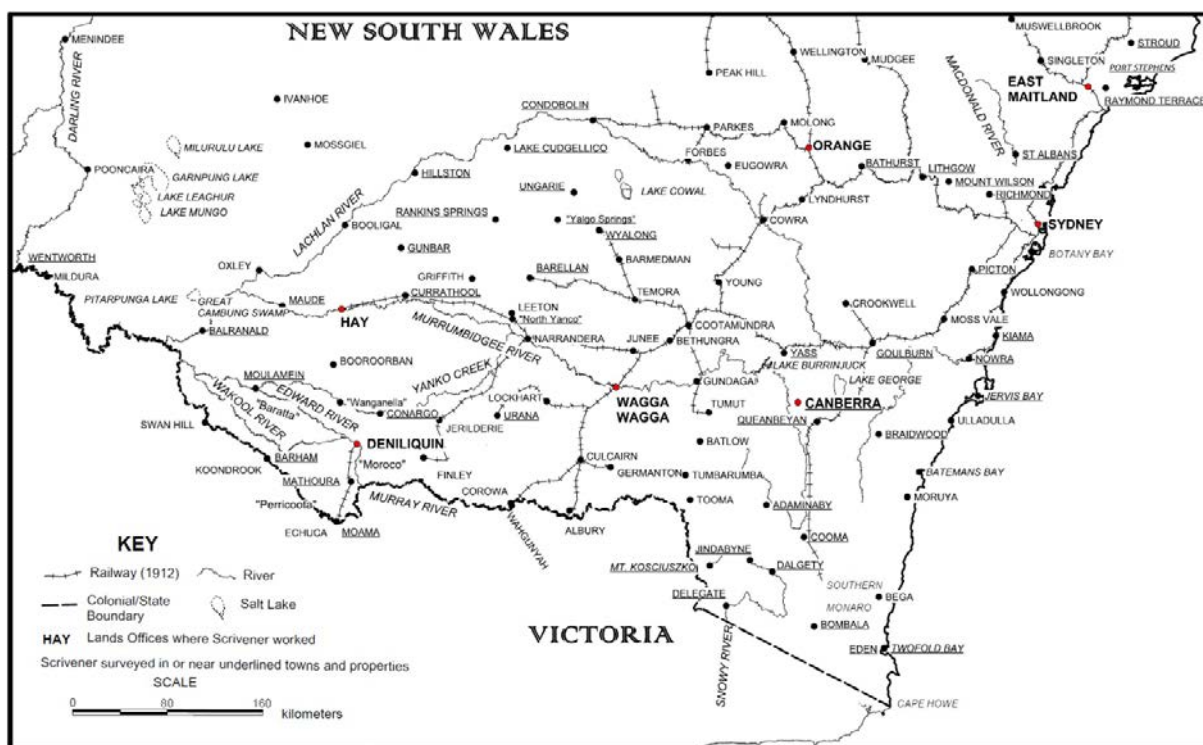 NEW SOUTH WALES
MENINDEE
DARLING RIVER
IVANHOE
PEAK HILL
WELLINGTON
MUDGEE
MUSWELLBROOK
SINGLETON
STROUD
PORT STEPHENS
EAST
MAITLAND
RAYMOND TERRACE
MACDONALD RIVER
CONDOBOLIN
PARKES
MOLONG
ORANGE
MILURULU LAKE
MOSSGIEL
LAKE CUDGELLICO
FORBES
EUGOWRA
BATHURST
LITHGOW
ST ALBANS
POONCAIRA
GARNPUNG LAKE
LAKE LEAGHUR
LAKE MUNGO
HILLSTON
UNGARIE
LAKE COWAL
LYNDHURST
MOUNT WILSON
RICHMOND
LACHLAN RIVER
BOOLIGAL
RANKINS SPRINGS
"Yalgo Springs"
WYALONG
COWRA
SYDNEY
GUNBAR
BOTANY BAY
WENTWORTH
MILDURA
OXLEY
GRIFFITH
BARELLAN
BARMEDMAN
YOUNG
PICTON
PITARPUNGA LAKE
GREAT
CAMBUNG SWAMP
MAUDE
CURRATHOOL
TEMORA
CROOKWELL
WOLLONGONG
HAY
LEETON
"North Yanco"
MURRUMBIDGEE RIVER
COOTAMUNDRA
MOSS VALE
BALRANALD
NARRANDERA
JUNEE
BETHUNGRA
YASS
GOULBURN
KIAMA
NOWRA
BOOROORBAN
YANKO CREEK
LAKE BURRINJUCK
MOULAMEIN
EDWARD RIVER
"Wanganella"
LOCKHART
WAGGA
WAGGA
GUNDAGAI
LAKE GEORGE
WAKOOL RIVER
"Baratta"
CONARGO
URANA
TUMUT
CANBERRA
JERVIS BAY
SWAN HILL
JERILDERIE
QUEANBEYAN
ULLADULLA
DENILIQUIN
BATLOW
BRAIDWOOD
BARHAM
"Moroco"
CULCAIRN
KOONDROOK
FINLEY
GERMANTON
TUMBARUMBA
BATEMANS BAY
MATHOURA
"Perricoota"
MURRAY RIVER
COROWA
TOOMA
ADAMINABY
MORUYA
ECHUCA
MOAMA
WAHGUNYAH
ALBURY
COOMA
KEY
JINDABYNE
MT. KOSCIUSZKO
DALGETY
Railway (1912)
River
SOUTHERN
MONARO
BEGA
Colonial/State
Boundary
Salt Lake
DELEGATE
BOMBALA
HAY
Lands Offices where Scrivener worked
VICTORIA
EDEN
TWOFOLD BAY
Scrivener surveyed in or near underlined towns and properties
SNOWY RIVER
SCALE
0 80 160
kilometers
CAPE HOWE